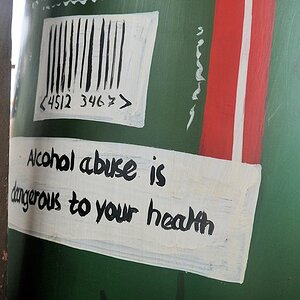 <4512 3467>
Alcohol abuse is
dangerous to your health